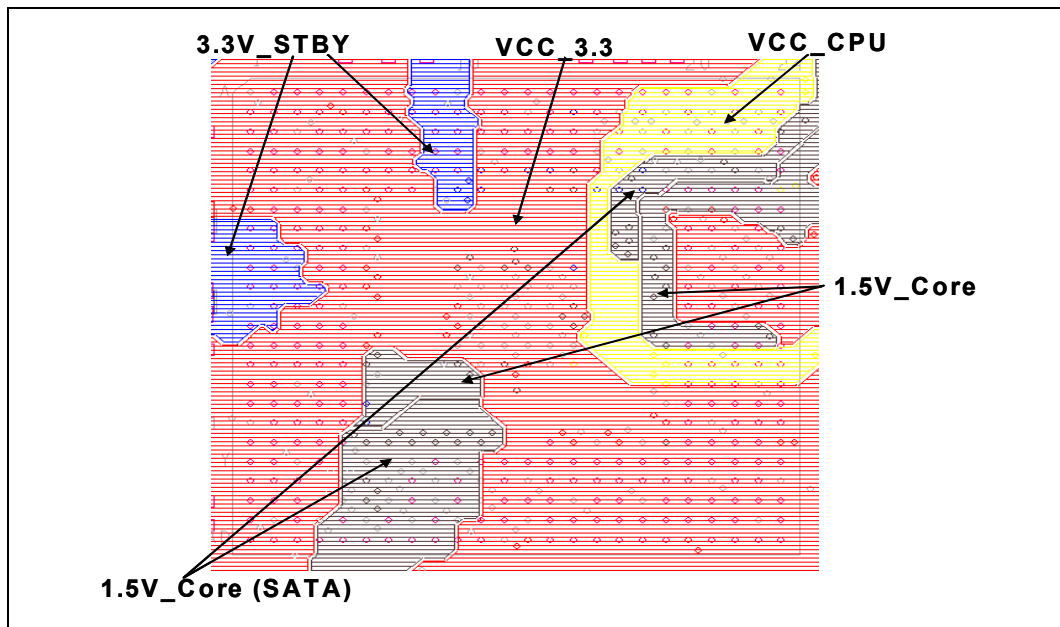 3.3V_STBY
VCC_3.3
VCC_CPU
1.5V_Core
1.5V_Core (SATA)